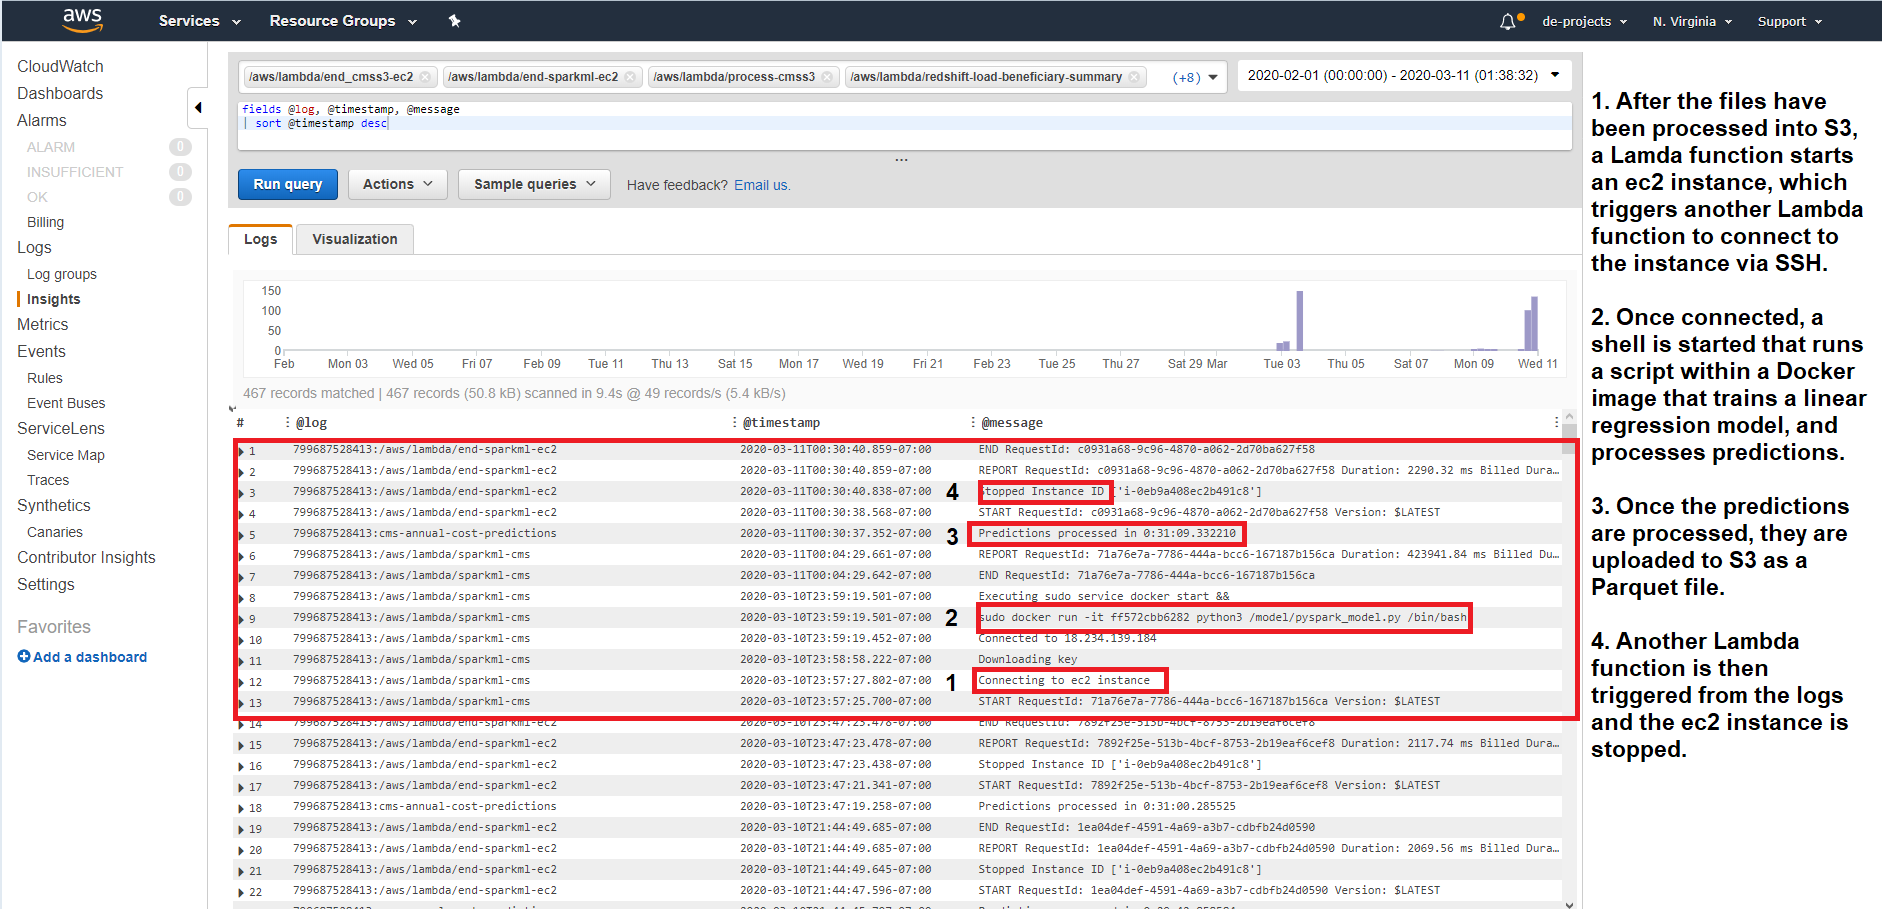 aws
Services
Resource Groups
de-projects
N. Virginia
Support
CloudWatch
Dashboards
Alarms
ALARM 0
INSUFFICIENT 0
OK 0
Billing
Logs
Log groups
Insights
Metrics
Events
Rules
Event Buses
ServiceLens
Service Map
Traces
Synthetics
Canaries
Contributor Insights
Settings
Favorites
Add a dashboard
/aws/lambda/end_cmss3-ec2 /aws/lambda/end-sparkml-ec2 /aws/lambda/process-cmss3 /aws/lambda/redshift-load-beneficiary-summary (+8)
2020-02-01 (00:00:00) - 2020-03-11 (01:38:32)
fields @log, @timestamp, @message
| sort @timestamp desc
Run query Actions Sample queries Have feedback? Email us.
Logs Visualization
150
100
50
0
Feb Mon 03 Wed 05 Fri 07 Feb 09 Tue 11 Thu 13 Sat 15 Mon 17 Wed 19 Fri 21 Feb 23 Tue 25 Thu 27 Sat 29 Mar Tue 03 Thu 05 Sat 07 Mon 09 Wed 11
467 records matched | 467 records (50.8 kB) scanned in 9.4s @ 49 records/s (5.4 kB/s)
# @log @timestamp @message
1 799687528413:/aws/lambda/end-sparkml-ec2 2020-03-11T00:30:40.859-07:00 END RequestId: c0931a68-9c96-4870-a062-2d70ba627f58
2 799687528413:/aws/lambda/end-sparkml-ec2 2020-03-11T00:30:40.859-07:00 REPORT RequestId: c0931a68-9c96-4870-a062-2d70ba627f58 Duration: 2290.32 ms Billed Dura…
3 799687528413:/aws/lambda/end-sparkml-ec2 2020-03-11T00:30:40.838-07:00 4 Stopped Instance ID ['i-0eb9a408ec2b491c8']
4 799687528413:/aws/lambda/end-sparkml-ec2 2020-03-11T00:30:38.568-07:00 START RequestId: c0931a68-9c96-4870-a062-2d70ba627f58 Version: $LATEST
5 799687528413:cms-annual-cost-predictions 2020-03-11T00:30:37.352-07:00 3 Predictions processed in 0:31:09.332210
6 799687528413:/aws/lambda/sparkml-cms 2020-03-11T00:04:29.661-07:00 REPORT RequestId: 71a76e7a-7786-444a-bcc6-167187b156ca Duration: 423941.84 ms Billed Du…
7 799687528413:/aws/lambda/sparkml-cms 2020-03-11T00:04:29.642-07:00 END RequestId: 71a76e7a-7786-444a-bcc6-167187b156ca
8 799687528413:/aws/lambda/sparkml-cms 2020-03-10T23:59:19.501-07:00 Executing sudo service docker start &&
9 799687528413:/aws/lambda/sparkml-cms 2020-03-10T23:59:19.501-07:00 2 sudo docker run -it ff572cbb6282 python3 /model/pyspark_model.py /bin/bash
10 799687528413:/aws/lambda/sparkml-cms 2020-03-10T23:59:19.452-07:00 Connected to 18.234.139.184
11 799687528413:/aws/lambda/sparkml-cms 2020-03-10T23:58:58.222-07:00 Downloading key
12 799687528413:/aws/lambda/sparkml-cms 2020-03-10T23:57:27.802-07:00 1 Connecting to ec2 instance
13 799687528413:/aws/lambda/sparkml-cms 2020-03-10T23:57:25.700-07:00 START RequestId: 71a76e7a-7786-444a-bcc6-167187b156ca Version: $LATEST
14 799687528413:/aws/lambda/end-sparkml-ec2 2020-03-10T23:47:23.478-07:00 END RequestId: 7892f25e-513b-4bcf-8753-2b19eaf6cef8
15 799687528413:/aws/lambda/end-sparkml-ec2 2020-03-10T23:47:23.478-07:00 REPORT RequestId: 7892f25e-513b-4bcf-8753-2b19eaf6cef8 Duration: 2117.74 ms Billed Dura…
16 799687528413:/aws/lambda/end-sparkml-ec2 2020-03-10T23:47:23.438-07:00 Stopped Instance ID ['i-0eb9a408ec2b491c8']
17 799687528413:/aws/lambda/end-sparkml-ec2 2020-03-10T23:47:21.341-07:00 START RequestId: 7892f25e-513b-4bcf-8753-2b19eaf6cef8 Version: $LATEST
18 799687528413:cms-annual-cost-predictions 2020-03-10T23:47:19.258-07:00 Predictions processed in 0:31:00.285525
19 799687528413:/aws/lambda/end-sparkml-ec2 2020-03-10T21:44:49.685-07:00 END RequestId: 1ea04def-4591-4a69-a3b7-cdbfb24d0590
20 799687528413:/aws/lambda/end-sparkml-ec2 2020-03-10T21:44:49.685-07:00 REPORT RequestId: 1ea04def-4591-4a69-a3b7-cdbfb24d0590 Duration: 2069.56 ms Billed Dura…
21 799687528413:/aws/lambda/end-sparkml-ec2 2020-03-10T21:44:49.645-07:00 Stopped Instance ID ['i-0eb9a408ec2b491c8']
22 799687528413:/aws/lambda/end-sparkml-ec2 2020-03-10T21:44:47.596-07:00 START RequestId: 1ea04def-4591-4a69-a3b7-cdbfb24d0590 Version: $LATEST
1. After the files have
been processed into S3,
a Lamda function starts
an ec2 instance, which
triggers another Lambda
function to connect to
the instance via SSH.
2. Once connected, a
shell is started that runs
a script within a Docker
image that trains a linear
regression model, and
processes predictions.
3. Once the predictions
are processed, they are
uploaded to S3 as a
Parquet file.
4. Another Lambda
function is then
triggered from the logs
and the ec2 instance is
stopped.